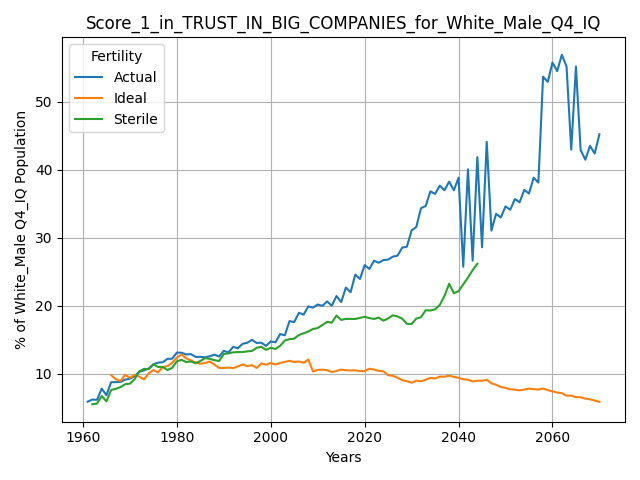 Score_1_in_TRUST_IN_BIG_COMPANIES_for_White_Male_Q4_IQ
Fertility
Actual
Ideal
Sterile
% of White_Male Q4_IQ Population
50
40
30
20
10
1960 1980 2000 2020 2040 2060
Years